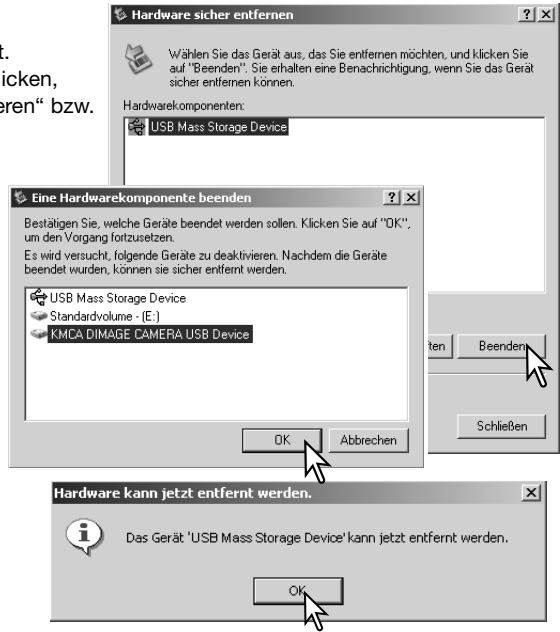 t.
icken,
eren“ bzw.
Hardware sicher entfernen
Wählen Sie das Gerät aus, das Sie entfernen möchten, und klicken Sie
auf "Beenden". Sie erhalten eine Benachrichtigung, wenn Sie das Gerät
sicher entfernen können.
Hardwarekomponenten:
USB Mass Storage Device
Eine Hardwarekomponente beenden
Bestätigen Sie, welche Geräte beendet werden sollen. Klicken Sie auf "OK",
um den Vorgang fortzusetzen.
Es wird versucht, folgende Geräte zu deaktivieren. Nachdem die Geräte
beendet wurden, können sie sicher entfernt werden.
USB Mass Storage Device
Standardvolume - (E:)
KMCA DIMAGE CAMERA USB Device
OK Abbrechen
ten Beenden
Schließen
Hardware kann jetzt entfernt werden.
Das Gerät 'USB Mass Storage Device' kann jetzt entfernt werden.
OK